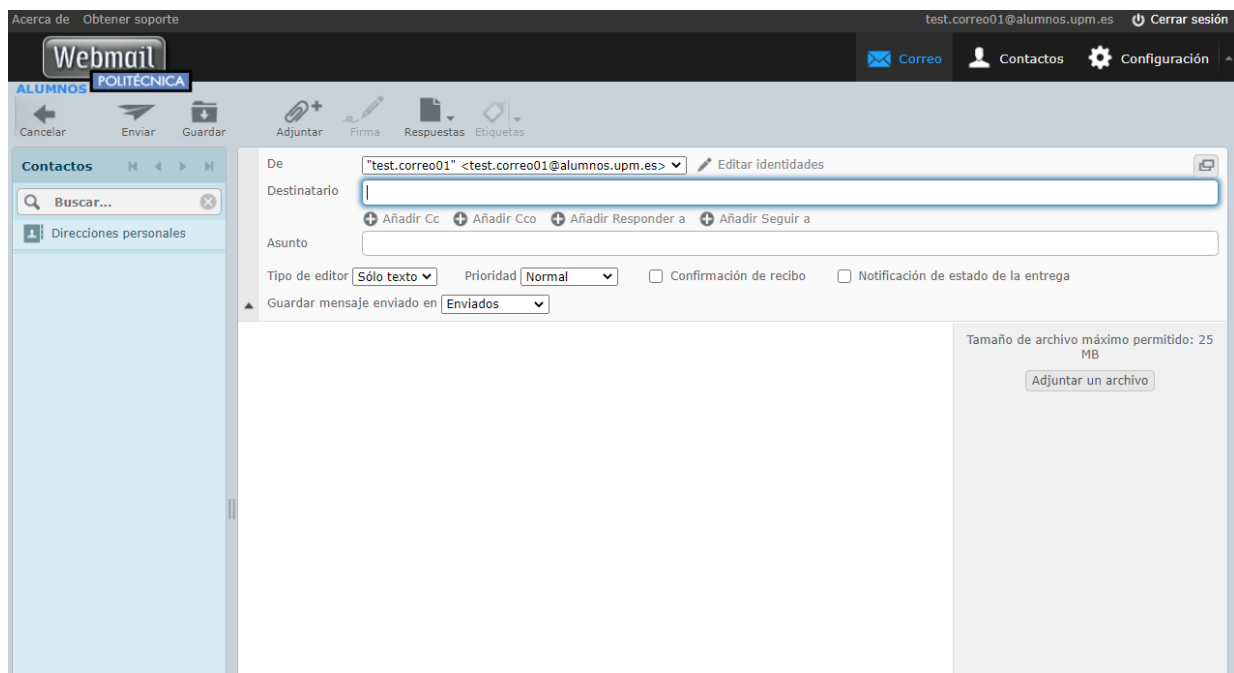 Acerca de Obtener soporte test.correo01@alumnos.upm.es Cerrar sesión
Webmail
POLITÉCNICA
ALUMNOS
Correo Contactos Configuración
Cancelar Enviar Guardar Adjuntar Firma Respuestas Etiquetas
Contactos
Buscar...
Direcciones personales
De "test.correo01" <test.correo01@alumnos.upm.es> Editar identidades
Destinatario
Añadir Cc Añadir Cco Añadir Responder a Añadir Seguir a
Asunto
Tipo de editor Sólo texto Prioridad Normal Confirmación de recibo Notificación de estado de la entrega
Guardar mensaje enviado en Enviados
Tamaño de archivo máximo permitido: 25
MB
Adjuntar un archivo